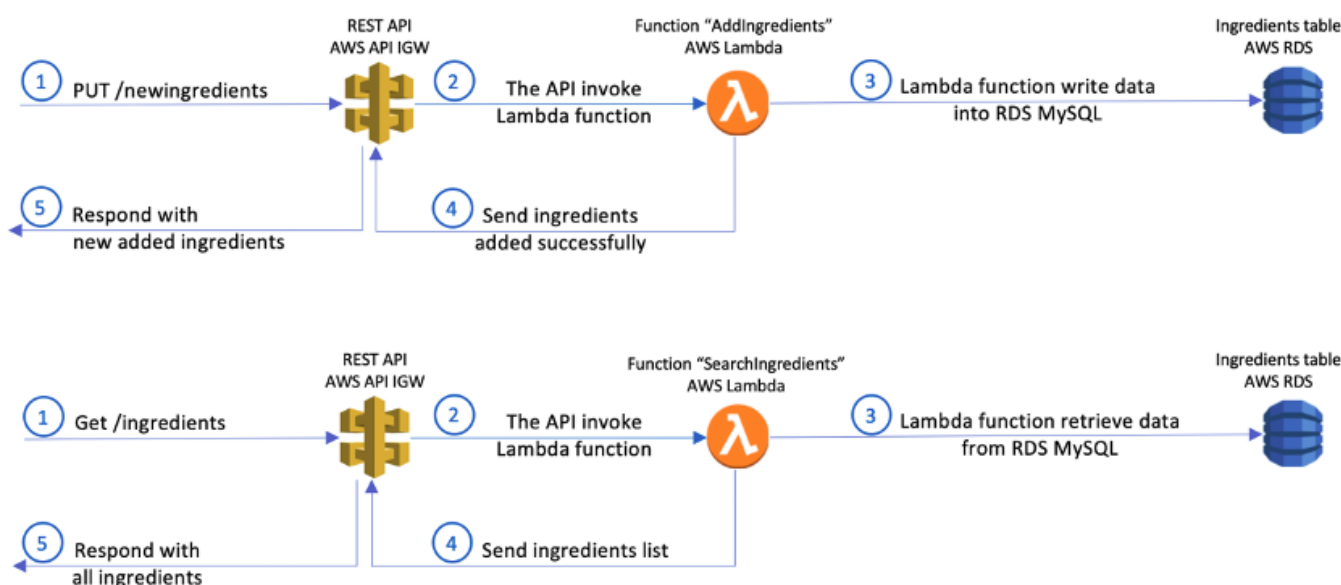 REST API
AWS API IGW
Function “AddIngredients”
AWS Lambda
Ingredients table
AWS RDS
1
PUT /newingredients
2
The API invoke
Lambda function
3
Lambda function write data
into RDS MySQL
λ
5
Respond with
new added ingredients
4
Send ingredients
added successfully
REST API
AWS API IGW
Function “SearchIngredients”
AWS Lambda
Ingredients table
AWS RDS
1
Get /ingredients
2
The API invoke
Lambda function
3
Lambda function retrieve data
from RDS MySQL
λ
5
Respond with
all ingredients
4
Send ingredients list